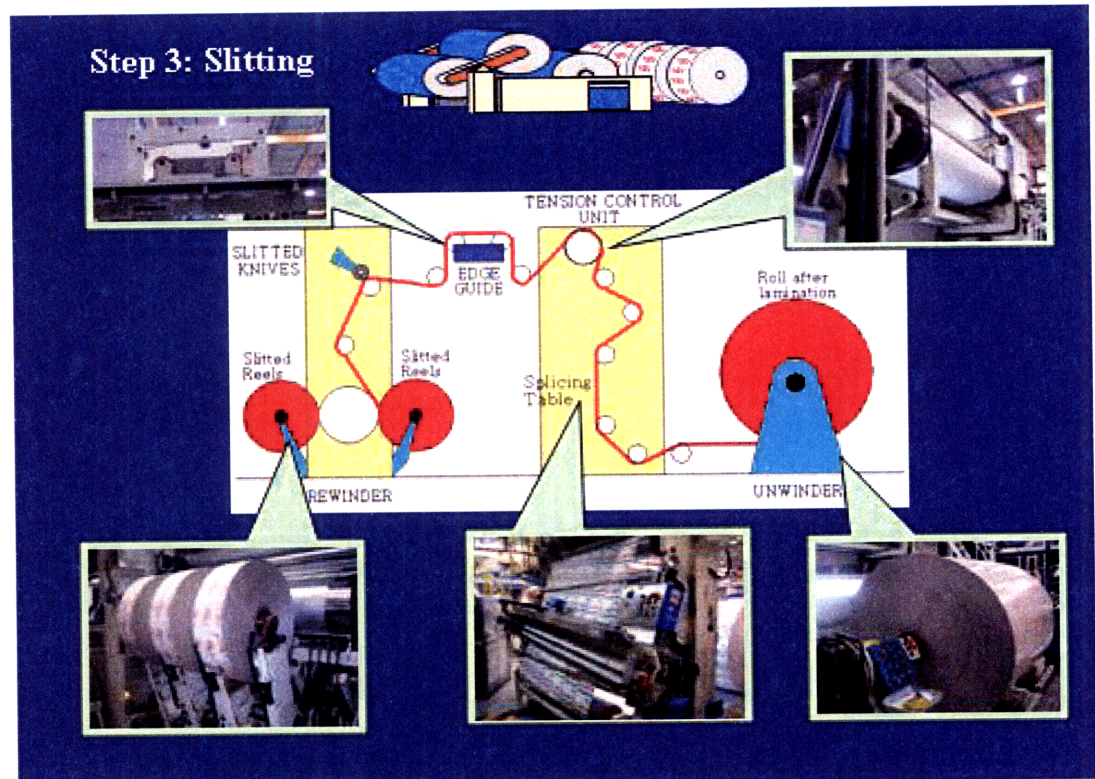 Step 3: Slitting
TENSION CONTROL
UNIT
SLITTED
KNIVES
EDGE
GUIDE
Roll after
lamination
Slitted
Reels
Slitted
Reels
Splicing
Table
REWINDER
UNWINDER